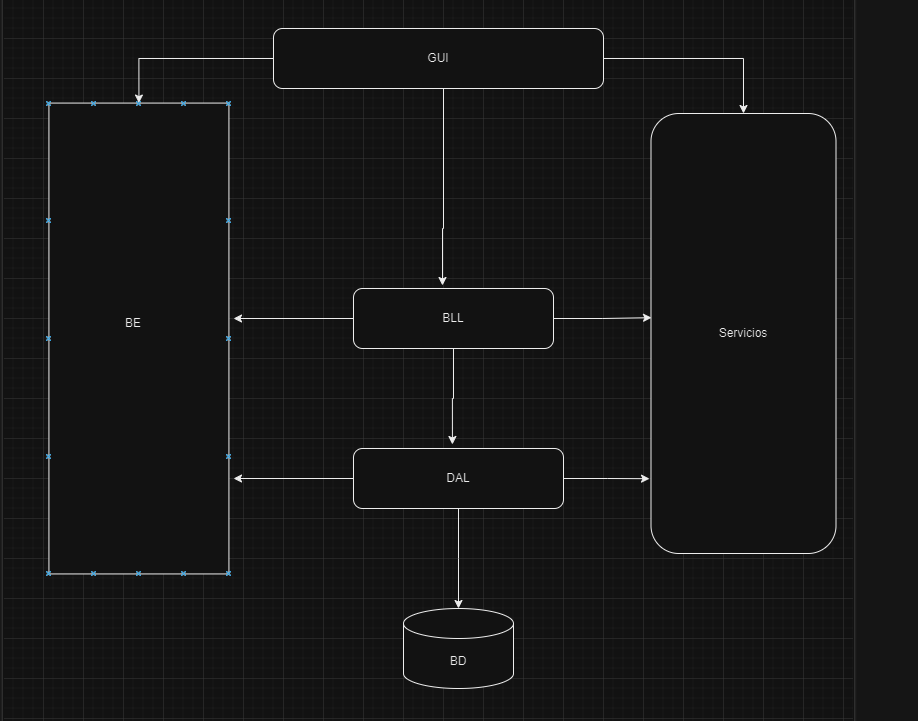 GUI
BE
BLL
Servicios
DAL
BD